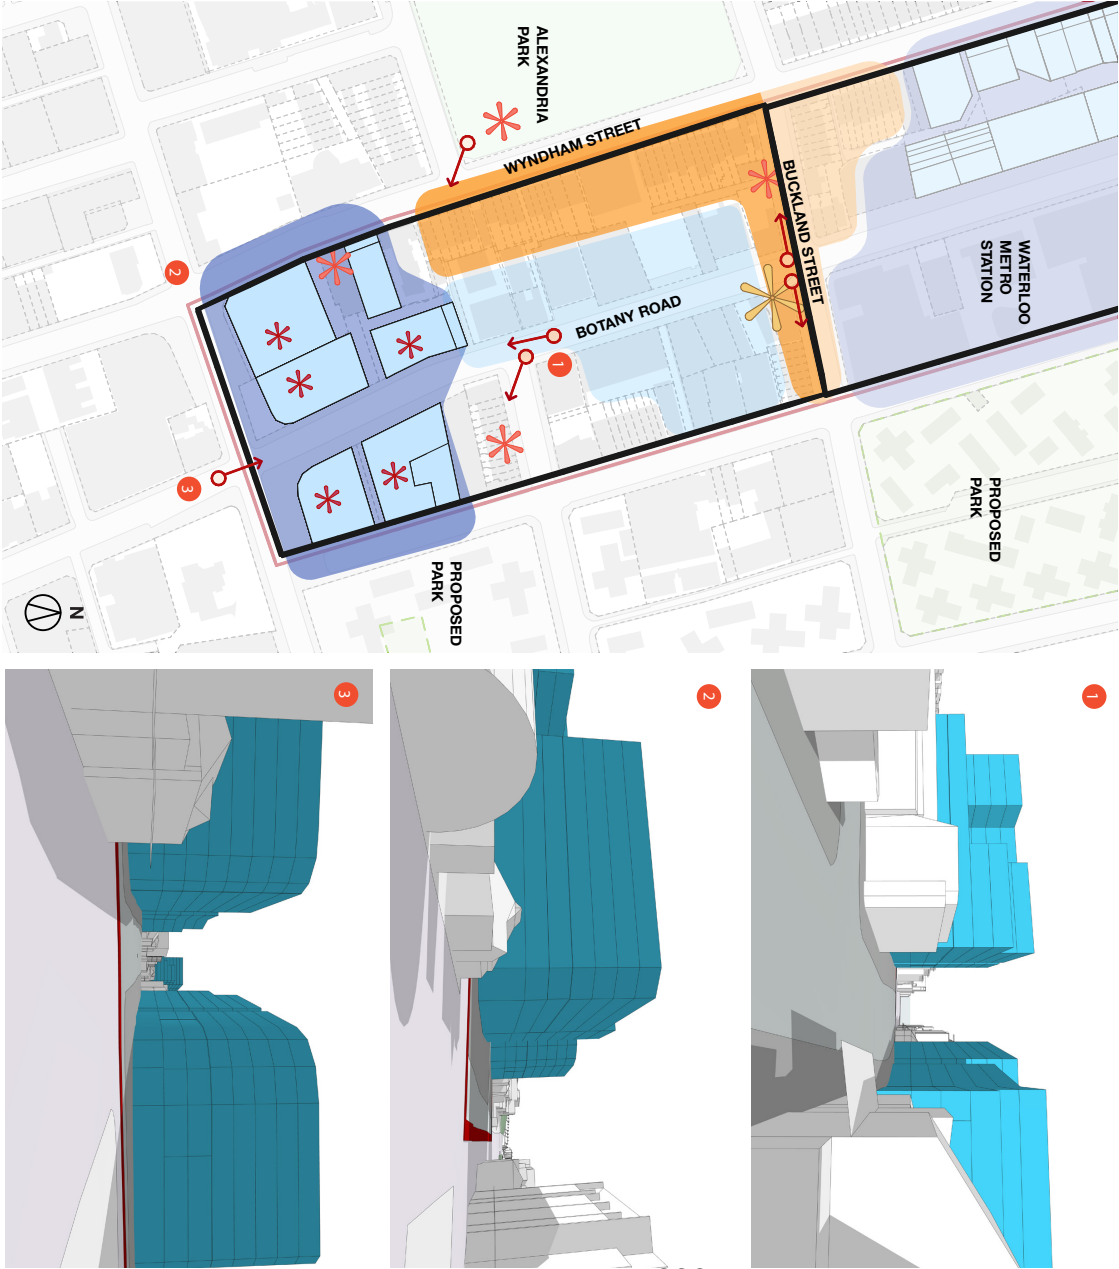 ALEXANDRIA
PARK
WYNDHAM STREET
BUCKLAND STREET
WATERLOO
METRO
STATION
BOTANY ROAD
2
1
3
PROPOSED
PARK
PROPOSED
PARK
N
3
2
1